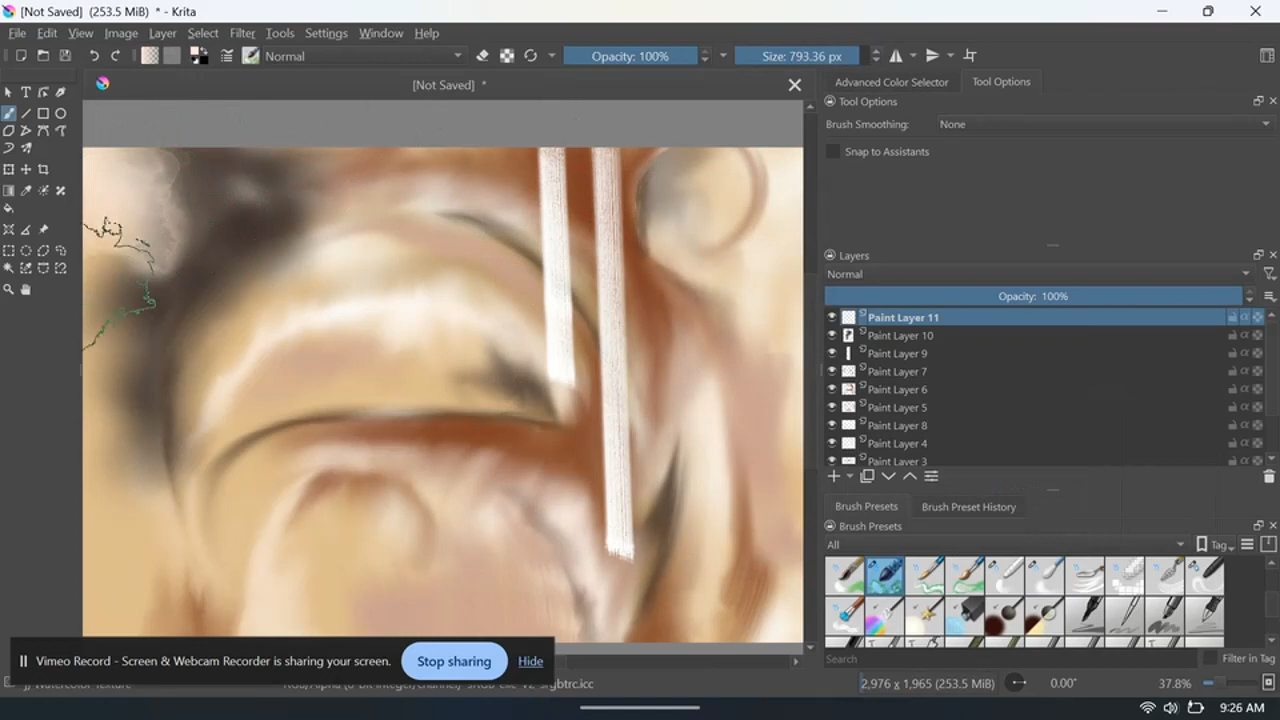 [Not Saved] (253.5 MiB) * - Krita
File Edit View Image Layer Select Filter Tools Settings Window Help
Normal
Opacity: 100%
Size: 793.36 px
[Not Saved] *
Advanced Color Selector
Tool Options
Tool Options
Brush Smoothing: None
Snap to Assistants
Layers
Normal
Opacity: 100%
Paint Layer 11
Paint Layer 10
Paint Layer 9
Paint Layer 7
Paint Layer 6
Paint Layer 5
Paint Layer 8
Paint Layer 4
Paint Layer 3
Brush Presets
Brush Preset History
Brush Presets
All
Tag
Search
Filter in Tag
Vimeo Record - Screen & Webcam Recorder is sharing your screen.
Stop sharing
Hide
2,976 x 1,965 (253.5 MiB)
0.00°
37.8%
9:26 AM